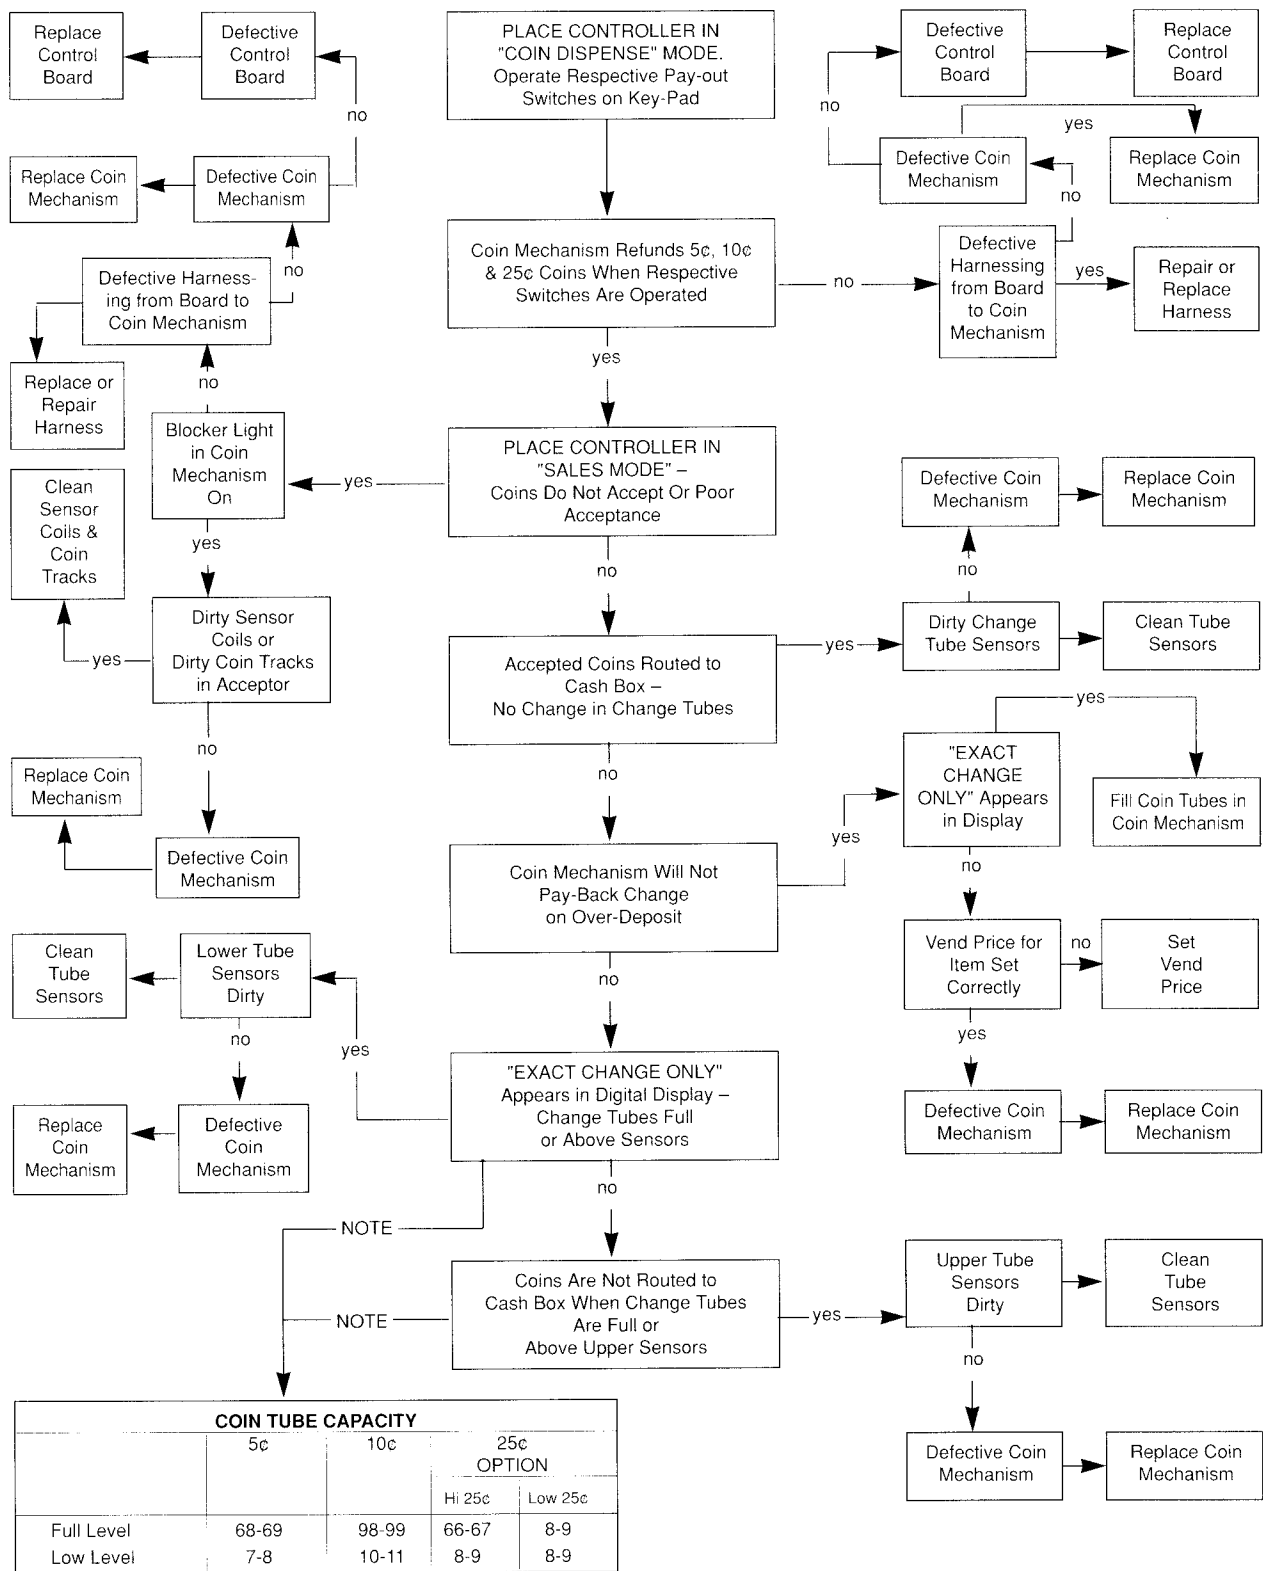 Replace
Control
Board
Defective
Control
Board
no
Replace Coin
Mechanism
Defective Coin
Mechanism
no
Defective Harness-
ing from Board to
Coin Mechanism
Replace or
Repair
Harness
no
Blocker Light
in Coin
Mechanism
On
yes
Clean
Sensor
Coils &
Coin
Tracks
yes
Dirty Sensor
Coils or
Dirty Coin Tracks
in Acceptor
yes
no
Replace Coin
Mechanism
Defective Coin
Mechanism
PLACE CONTROLLER IN
"COIN DISPENSE" MODE.
Operate Respective Pay-out
Switches on Key-Pad
Coin Mechanism Refunds 5¢, 10¢
& 25¢ Coins When Respective
Switches Are Operated
no
yes
Defective
Control
Board
Replace
Control
Board
no
yes
Defective Coin
Mechanism
Replace Coin
Mechanism
no
Defective
Harnessing
from Board
to Coin
Mechanism
yes
Repair or
Replace
Harness
PLACE CONTROLLER IN
"SALES MODE" –
Coins Do Not Accept Or Poor
Acceptance
no
Accepted Coins Routed to
Cash Box –
No Change in Change Tubes
yes
no
Defective Coin
Mechanism
Replace Coin
Mechanism
no
Dirty Change
Tube Sensors
Clean Tube
Sensors
Coin Mechanism Will Not
Pay-Back Change
on Over-Deposit
yes
no
"EXACT
CHANGE
ONLY" Appears
in Display
yes
Fill Coin Tubes in
Coin Mechanism
no
Vend Price for
Item Set
Correctly
no
Set
Vend
Price
yes
Defective Coin
Mechanism
Replace Coin
Mechanism
"EXACT CHANGE ONLY"
Appears in Digital Display –
Change Tubes Full
or Above Sensors
yes
no
Clean
Tube
Sensors
Lower Tube
Sensors
Dirty
no
Replace
Coin
Mechanism
Defective
Coin
Mechanism
NOTE
Coins Are Not Routed to
Cash Box When Change Tubes
Are Full or
Above Upper Sensors
NOTE
yes
Upper Tube
Sensors
Dirty
Clean
Tube
Sensors
no
Defective Coin
Mechanism
Replace Coin
Mechanism
COIN TUBE CAPACITY
5¢ 10¢ 25¢
OPTION
Hi 25¢ Low 25¢
Full Level 68-69 98-99 66-67 8-9
Low Level 7-8 10-11 8-9 8-9